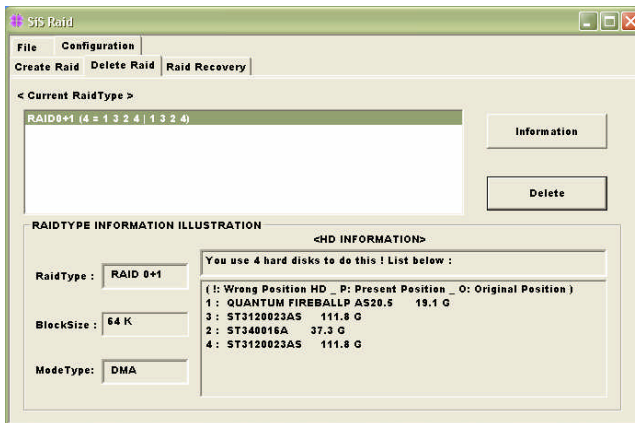 SiS Raid
File Configuration
Create Raid Delete Raid Raid Recovery
< Current RaidType >
RAID0+1 (4 = 1 3 2 4 | 1 3 2 4)
Information
Delete
RAIDTYPE INFORMATION ILLUSTRATION
<HD INFORMATION>
You use 4 hard disks to do this ! List below :
RaidType : RAID 0+1
( !: Wrong Position HD _ P: Present Position _ O: Original Position )
1 : QUANTUM FIREBALLP AS20.5 19.1 G
3 : ST3120023AS 111.8 G
BlockSize : 64 K
2 : ST340016A 37.3 G
4 : ST3120023AS 111.8 G
ModeType: DMA